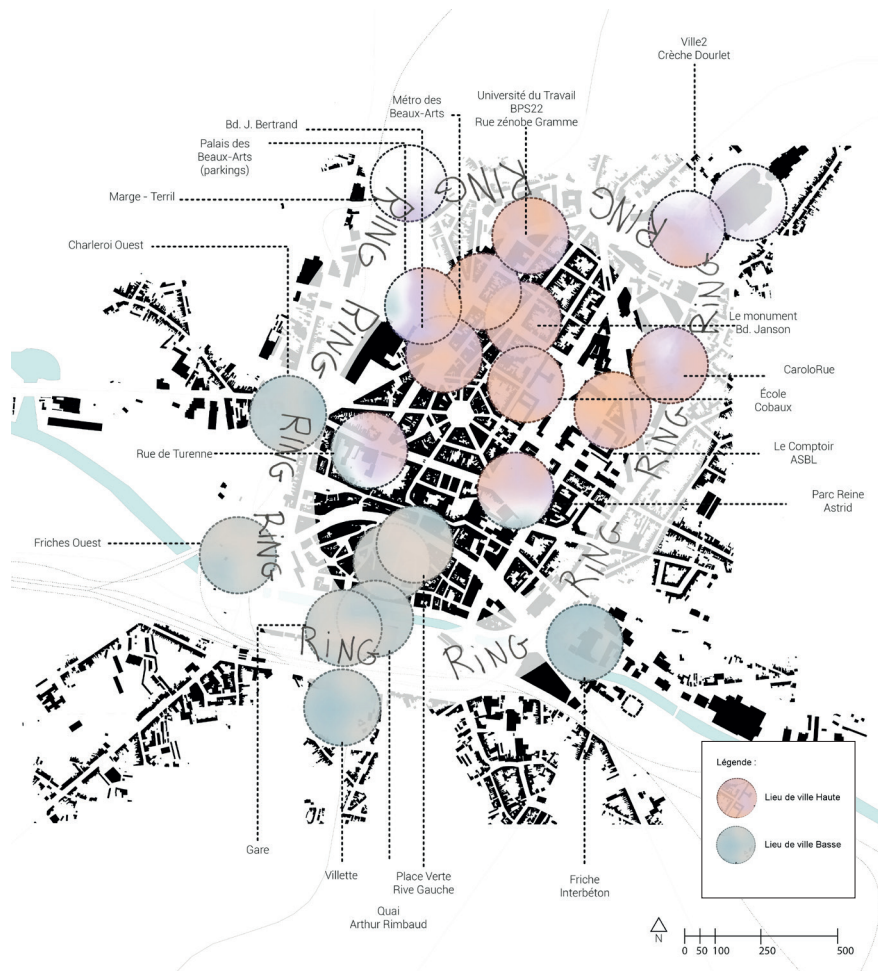 Ville2
Crèche Dourlet
Métro des
Beaux-Arts
Université du Travail
BPS22
Rue zénobe Gramme
Bd. J. Bertrand
Palais des
Beaux-Arts
(parkings)
Marge - Terril
Charleroi Ouest
RING
RING
RING
RING
RING
RING
Le monument
Bd. Janson
CaroloRue
École
Cobaux
Rue de Turenne
RING
RING
Le Comptoir
ASBL
Parc Reine
Astrid
Friches Ouest
RING
RING
RING
RING
Légende :
Lieu de ville Haute
Lieu de ville Basse
Gare
Villette
Place Verte
Rive Gauche
Quai
Arthur Rimbaud
Friche
Interbéton
N
0 50 100 250 500